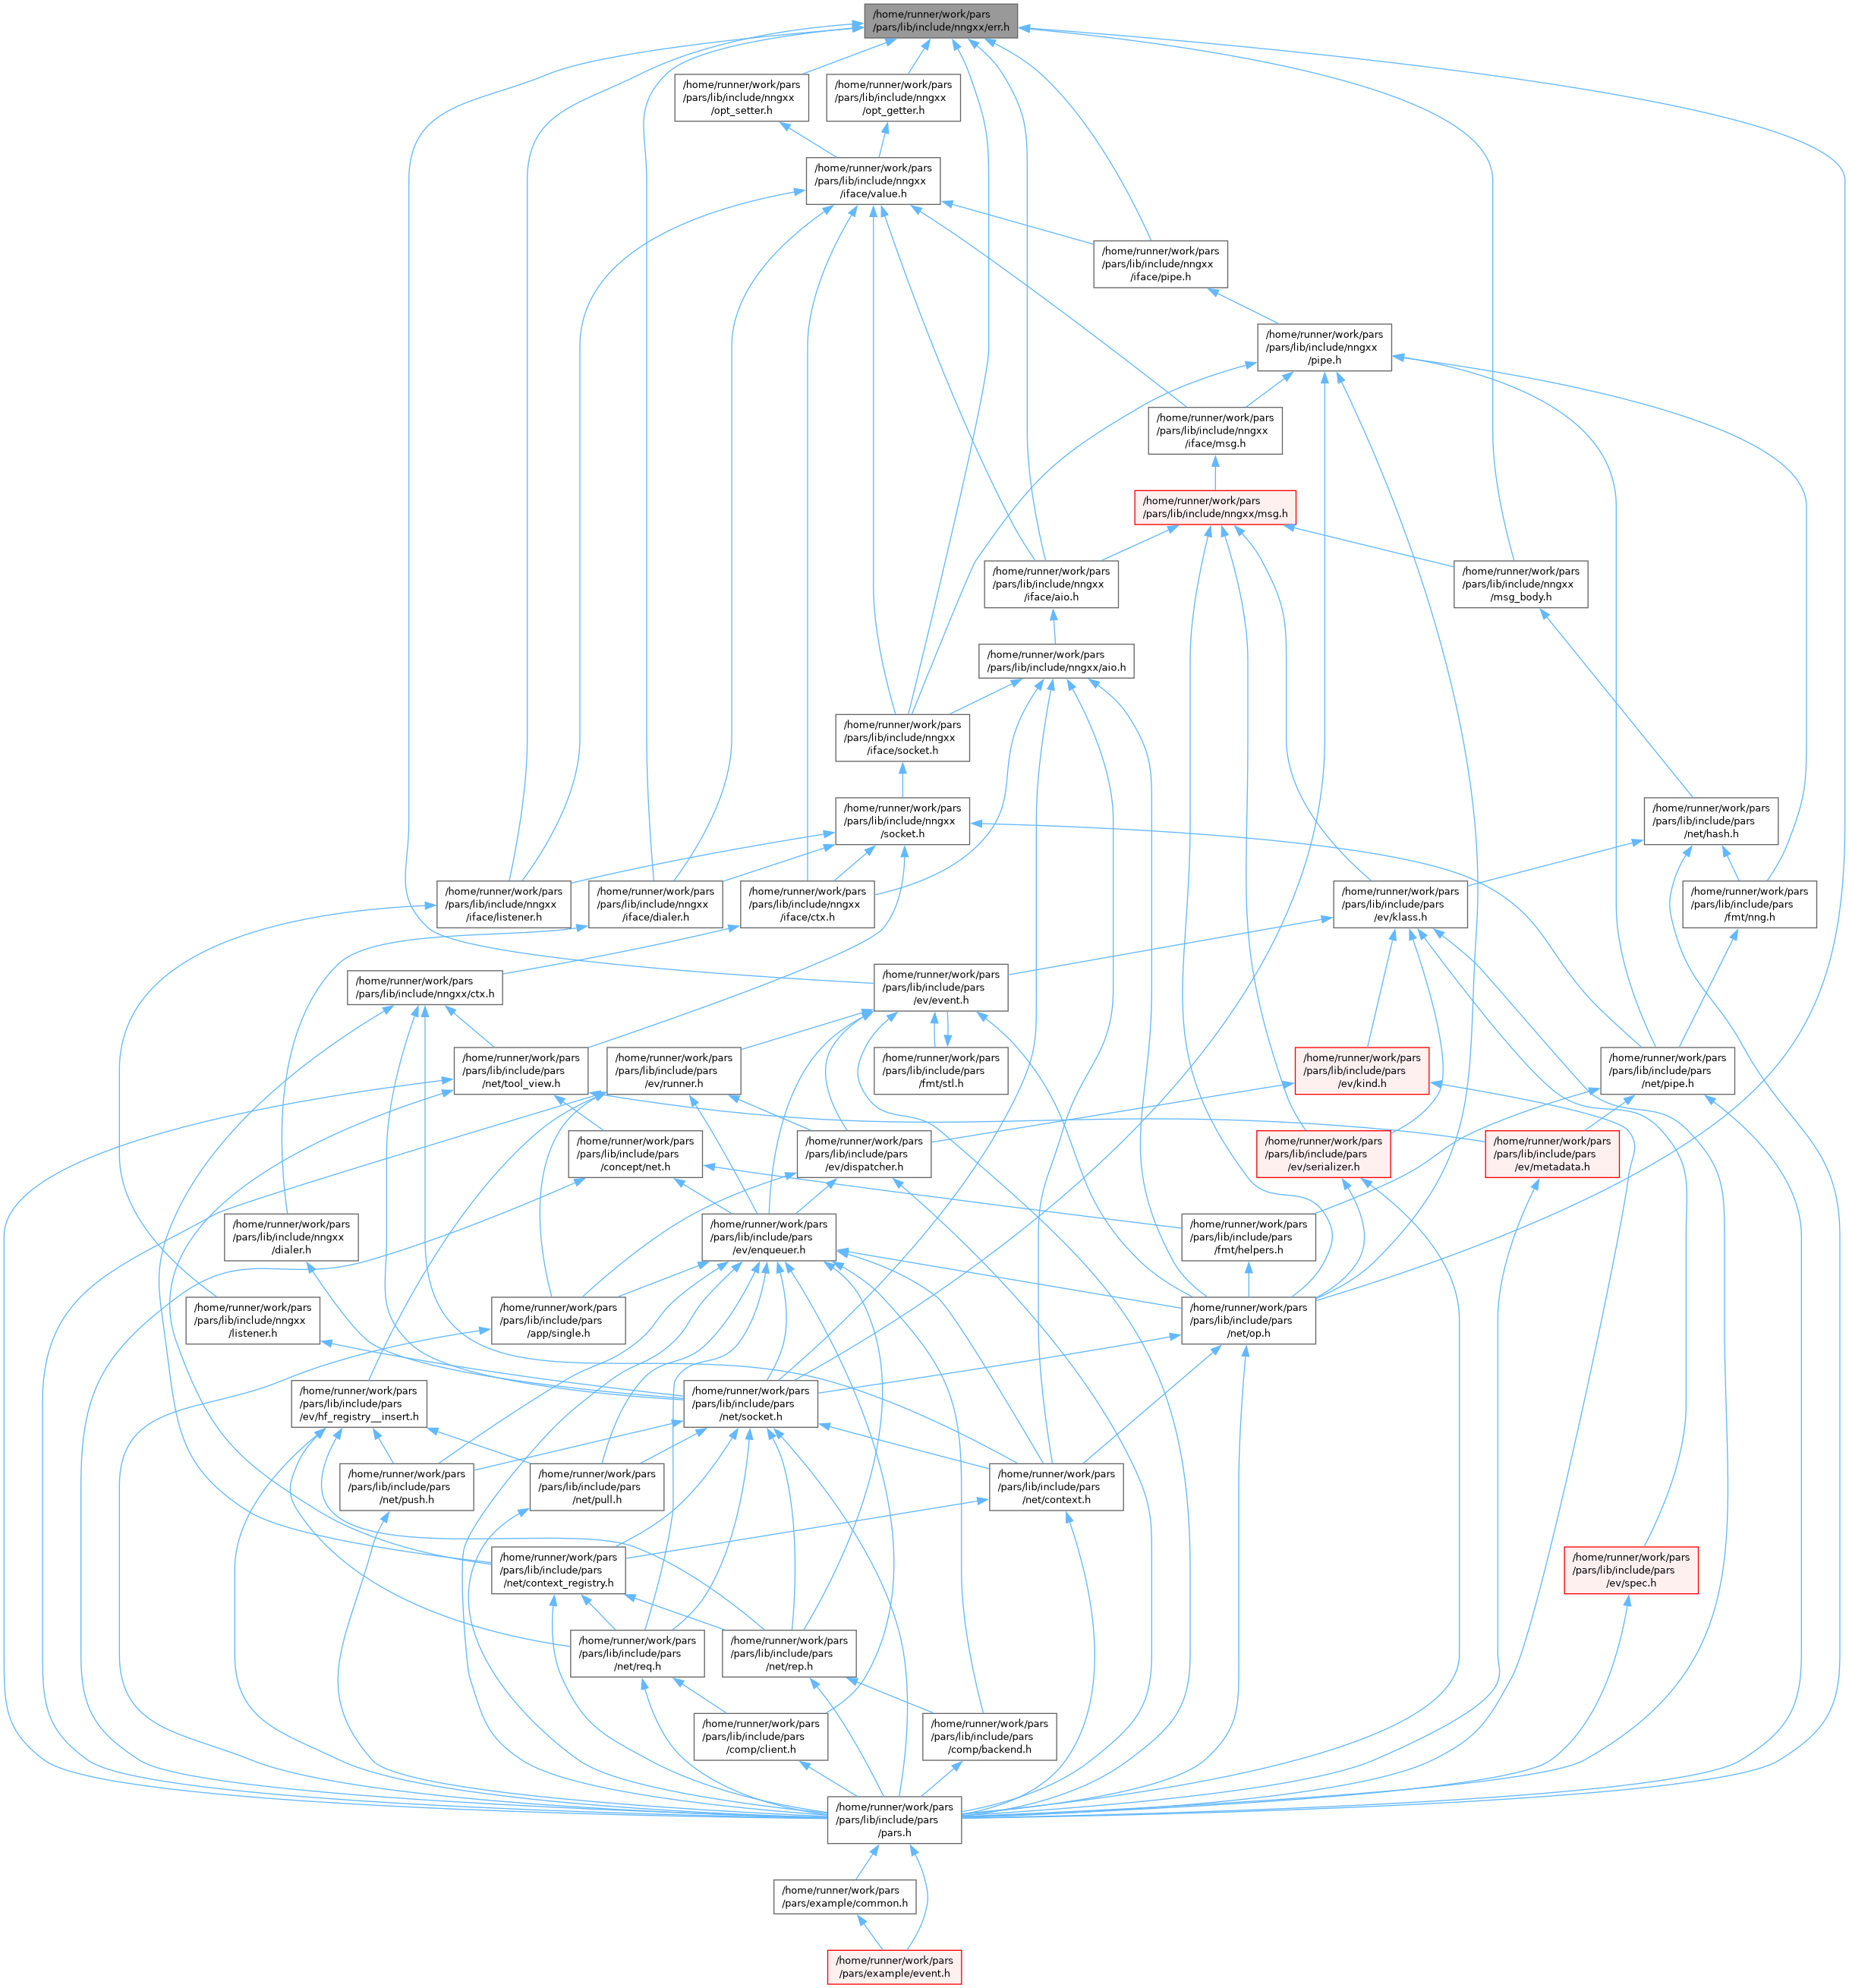 /home/runner/work/pars
/pars/lib/include/nngxx/err.h
/home/runner/work/pars
/pars/lib/include/nngxx
/opt_setter.h
/home/runner/work/pars
/pars/lib/include/nngxx
/opt_getter.h
/home/runner/work/pars
/pars/lib/include/nngxx
/iface/value.h
/home/runner/work/pars
/pars/lib/include/nngxx
/iface/pipe.h
/home/runner/work/pars
/pars/lib/include/nngxx
/pipe.h
/home/runner/work/pars
/pars/lib/include/nngxx
/iface/msg.h
/home/runner/work/pars
/pars/lib/include/nngxx/msg.h
/home/runner/work/pars
/pars/lib/include/nngxx
/iface/aio.h
/home/runner/work/pars
/pars/lib/include/nngxx
/msg_body.h
/home/runner/work/pars
/pars/lib/include/nngxx/aio.h
/home/runner/work/pars
/pars/lib/include/nngxx
/iface/socket.h
/home/runner/work/pars
/pars/lib/include/nngxx
/socket.h
/home/runner/work/pars
/pars/lib/include/pars
/net/hash.h
/home/runner/work/pars
/pars/lib/include/nngxx
/iface/listener.h
/home/runner/work/pars
/pars/lib/include/nngxx
/iface/dialer.h
/home/runner/work/pars
/pars/lib/include/nngxx
/iface/ctx.h
/home/runner/work/pars
/pars/lib/include/pars
/ev/klass.h
/home/runner/work/pars
/pars/lib/include/pars
/fmt/nng.h
/home/runner/work/pars
/pars/lib/include/nngxx/ctx.h
/home/runner/work/pars
/pars/lib/include/pars
/ev/event.h
/home/runner/work/pars
/pars/lib/include/pars
/net/tool_view.h
/home/runner/work/pars
/pars/lib/include/pars
/ev/runner.h
/home/runner/work/pars
/pars/lib/include/pars
/fmt/stl.h
/home/runner/work/pars
/pars/lib/include/pars
/ev/kind.h
/home/runner/work/pars
/pars/lib/include/pars
/net/pipe.h
/home/runner/work/pars
/pars/lib/include/pars
/concept/net.h
/home/runner/work/pars
/pars/lib/include/pars
/ev/dispatcher.h
/home/runner/work/pars
/pars/lib/include/pars
/ev/serializer.h
/home/runner/work/pars
/pars/lib/include/pars
/ev/metadata.h
/home/runner/work/pars
/pars/lib/include/nngxx
/dialer.h
/home/runner/work/pars
/pars/lib/include/pars
/ev/enqueuer.h
/home/runner/work/pars
/pars/lib/include/pars
/fmt/helpers.h
/home/runner/work/pars
/pars/lib/include/nngxx
/listener.h
/home/runner/work/pars
/pars/lib/include/pars
/app/single.h
/home/runner/work/pars
/pars/lib/include/pars
/net/op.h
/home/runner/work/pars
/pars/lib/include/pars
/ev/hf_registry__insert.h
/home/runner/work/pars
/pars/lib/include/pars
/net/socket.h
/home/runner/work/pars
/pars/lib/include/pars
/net/push.h
/home/runner/work/pars
/pars/lib/include/pars
/net/pull.h
/home/runner/work/pars
/pars/lib/include/pars
/net/context.h
/home/runner/work/pars
/pars/lib/include/pars
/net/context_registry.h
/home/runner/work/pars
/pars/lib/include/pars
/ev/spec.h
/home/runner/work/pars
/pars/lib/include/pars
/net/req.h
/home/runner/work/pars
/pars/lib/include/pars
/net/rep.h
/home/runner/work/pars
/pars/lib/include/pars
/comp/client.h
/home/runner/work/pars
/pars/lib/include/pars
/comp/backend.h
/home/runner/work/pars
/pars/lib/include/pars
/pars.h
/home/runner/work/pars
/pars/example/common.h
/home/runner/work/pars
/pars/example/event.h